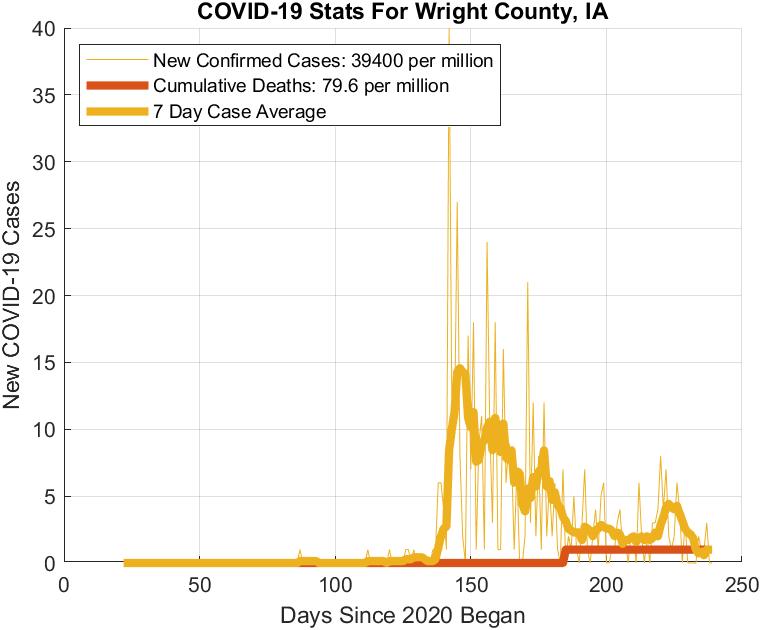 COVID-19 Stats For Wright County, IA
New Confirmed Cases: 39400 per million
Cumulative Deaths: 79.6 per million
7 Day Case Average
New COVID-19 Cases
40
35
30
25
20
15
10
5
0
0 50 100 150 200 250
Days Since 2020 Began